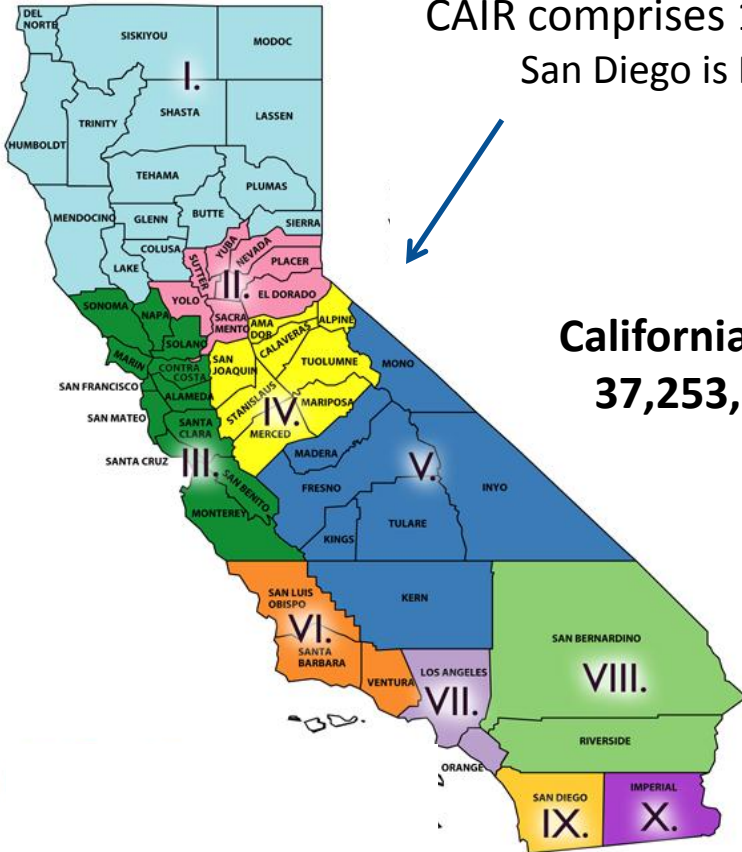 CAIR comprises
San Diego is
DEL
NORTE
SISKIYOU
MODOC
I.
HUMBOLDT
TRINITY
SHASTA
LASSEN
TEHAMA
PLUMAS
MENDOCINO
GLENN
BUTTE
SIERRA
COLUSA
LAKE
SUTTER
YUBA
NEVADA
PLACER
II.
YOLO
EL DORADO
SACRA
MENTO
SONOMA
NAPA
SOLANO
MARIN
CONTRA
COSTA
SAN FRANCISCO
ALAMEDA
SAN MATEO
SANTA
CLARA
SANTA CRUZ
III.
SAN BENITO
MONTEREY
AMA
DOR
ALPINE
CALAVERAS
SAN
JOAQUIN
TUOLUMNE
STANISLAUS
IV.
MARIPOSA
MERCED
California
37,253,
MONO
MADERA
V.
FRESNO
INYO
KINGS
TULARE
KERN
SAN LUIS
OBISPO
VI.
SANTA
BARBARA
VENTURA
LOS ANGELES
VII.
ORANGE
SAN BERNARDINO
VIII.
RIVERSIDE
SAN DIEGO
IX.
IMPERIAL
X.